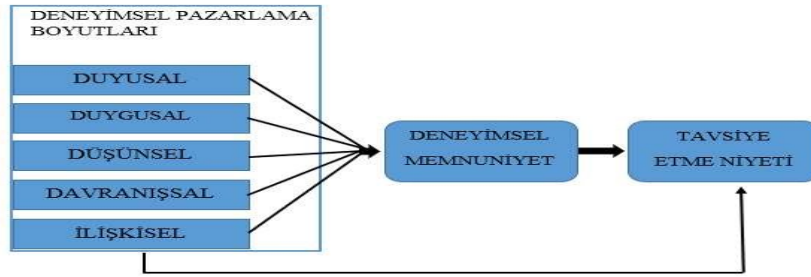 DENEYİMSEL PAZARLAMA
BOYUTLARI
DUYUSAL
DUYGUSAL
DÜŞÜNSEL
DAVRANIŞSAL
İLİŞKİSEL
DENEYİMSEL
MEMNUNİYET
TAVSİYE
ETME NİYETİ